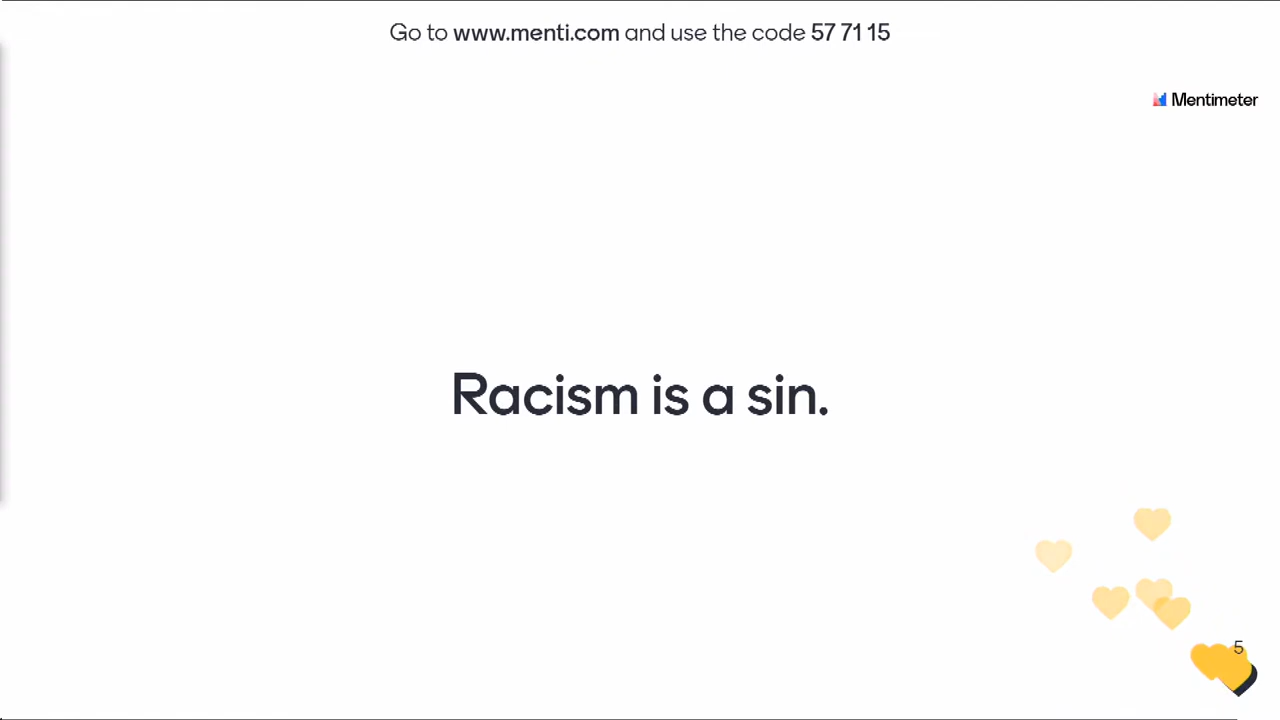 Go to www.menti.com and use the code 57 71 15
Mentimeter
Racism is a sin.
5